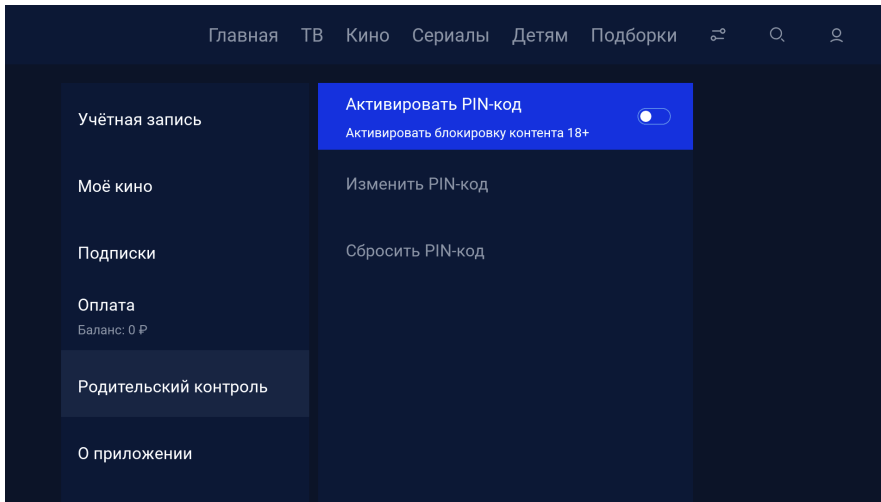 Главная ТВ Кино Сериалы Детям Подборки
Учётная запись
Моё кино
Подписки
Оплата
Баланс: 0 ₽
Родительский контроль
О приложении
Активировать PIN-код
Активировать блокировку контента 18+
Изменить PIN-код
Сбросить PIN-код